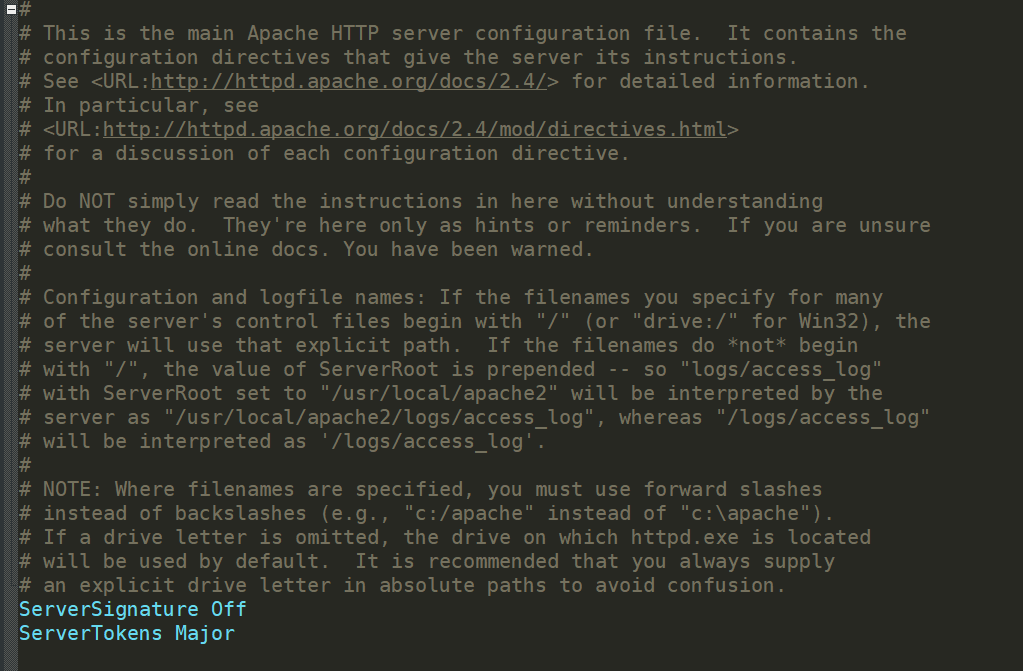 #
# This is the main Apache HTTP server configuration file.  It contains the
# configuration directives that give the server its instructions.
# See <URL:http://httpd.apache.org/docs/2.4/> for detailed information.
# In particular, see
# <URL:http://httpd.apache.org/docs/2.4/mod/directives.html>
# for a discussion of each configuration directive.
#
# Do NOT simply read the instructions in here without understanding
# what they do.  They're here only as hints or reminders.  If you are unsure
# consult the online docs. You have been warned.
#
# Configuration and logfile names: If the filenames you specify for many
# of the server's control files begin with "/" (or "drive:/" for Win32), the
# server will use that explicit path.  If the filenames do *not* begin
# with "/", the value of ServerRoot is prepended -- so "logs/access_log"
# with ServerRoot set to "/usr/local/apache2" will be interpreted by the
# server as "/usr/local/apache2/logs/access_log", whereas "/logs/access_log"
# will be interpreted as '/logs/access_log'.
#
# NOTE: Where filenames are specified, you must use forward slashes
# instead of backslashes (e.g., "c:/apache" instead of "c:\apache").
# If a drive letter is omitted, the drive on which httpd.exe is located
# will be used by default.  It is recommended that you always supply
# an explicit drive letter in absolute paths to avoid confusion.
ServerSignature Off
ServerTokens Major